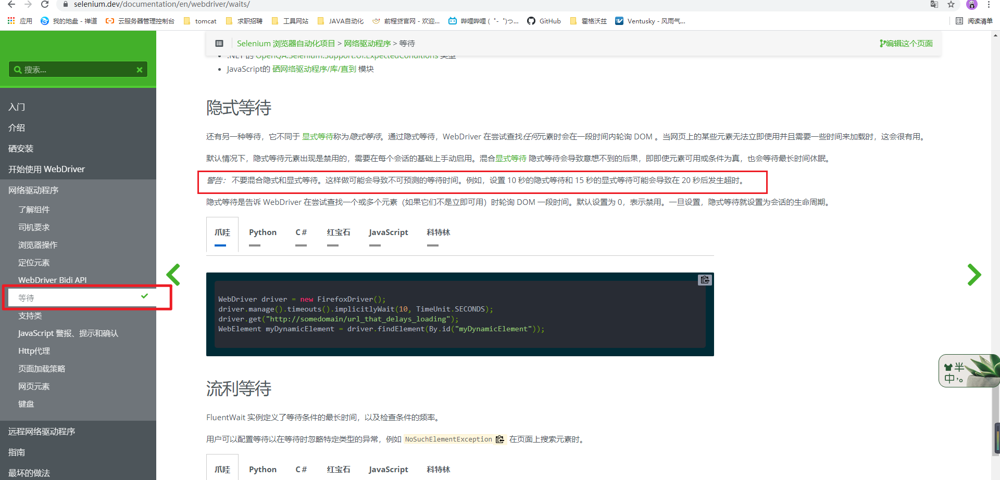 selenium.dev/documentation/en/webdriver/waits/
应用 我的地盘 - 禅道 云服务器管理控制台 tomcat 求职招聘 工具网站 JAVA自动化 前程贷官网 - 欢迎... 哔哩哔哩 ( ゜- ゜)つ... GitHub 霍格沃兹 Ventusky - 风雨气... 阅读清单
搜索...
入门
介绍
硒安装
开始使用 WebDriver
网络驱动程序
了解组件
司机要求
浏览器操作
定位元素
WebDriver Bidi API
等待
支持类
JavaScript 警报、提示和确认
Http代理
页面加载策略
网页元素
键盘
远程网络驱动程序
指南
最坏的做法
Selenium 浏览器自动化项目 > 网络驱动程序 > 等待
编辑这个页面
.NET 的 OpenQA.Selenium.Support.UI.ExpectedConditions 类型
JavaScript的 硒网络驱动程序/库/直到 模块
隐式等待
还有另一种等待，它不同于 显式等待称为隐式等待。通过隐式等待，WebDriver 在尝试查找任何元素时会在一段时间内轮询 DOM 。当网页上的某些元素无法立即使用并且需要一些时间来加载时，这会很有用。
默认情况下，隐式等待元素出现是禁用的，需要在每个会话的基础上手动启用。混合显式等待 隐式等待会导致意想不到的后果，即即使元素可用或条件为真，也会等待最长时间休眠。
警告： 不要混合隐式和显式等待。这样做可能会导致不可预测的等待时间。例如，设置 10 秒的隐式等待和 15 秒的显式等待可能会导致在 20 秒后发生超时。
隐式等待是告诉 WebDriver 在尝试查找一个或多个元素（如果它们不是立即可用）时轮询 DOM 一段时间。默认设置为 0，表示禁用。一旦设置，隐式等待就设置为会话的生命周期。
爪哇 Python C# 红宝石 JavaScript 科特林
WebDriver driver = new FirefoxDriver();
driver.manage().timeouts().implicitlyWait(10, TimeUnit.SECONDS);
driver.get("http://somedomain/url_that_delays_loading");
WebElement myDynamicElement = driver.findElement(By.id("myDynamicElement"));
流利等待
FluentWait 实例定义了等待条件的最长时间，以及检查条件的频率。
用户可以配置等待以在等待时忽略特定类型的异常，例如 NoSuchElementException 在页面上搜索元素时。
爪哇 Python C# 红宝石 JavaScript 科特林
半
中 ，。